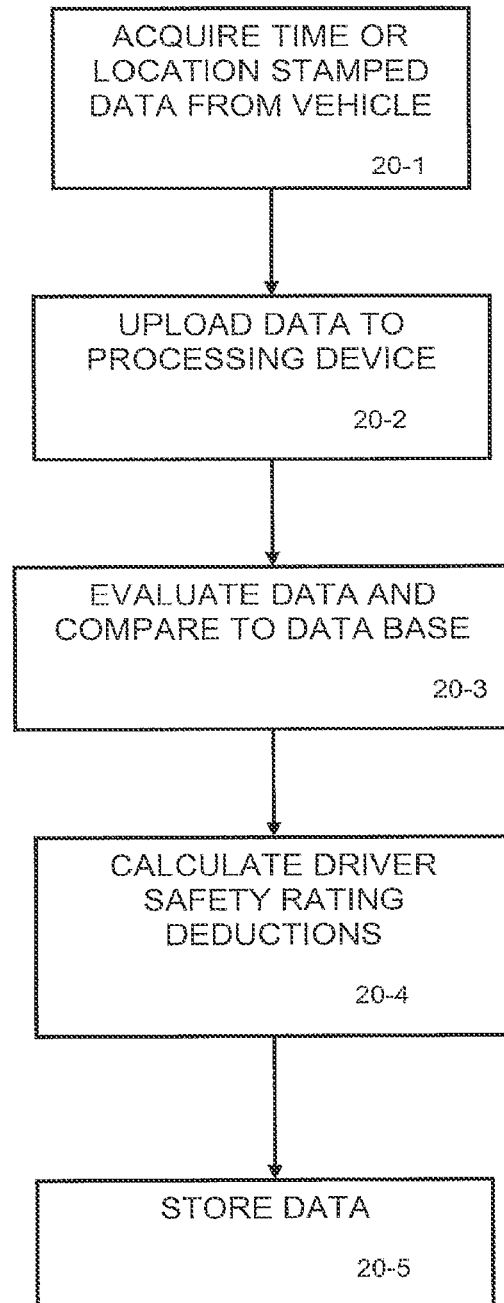 ACQUIRE TIME OR
LOCATION STAMPED
DATA FROM VEHICLE
20-1
UPLOAD DATA TO
PROCESSING DEVICE
20-2
EVALUATE DATA AND
COMPARE TO DATA BASE
20-3
CALCULATE DRIVER
SAFETY RATING
DEDUCTIONS
20-4
STORE DATA
20-5